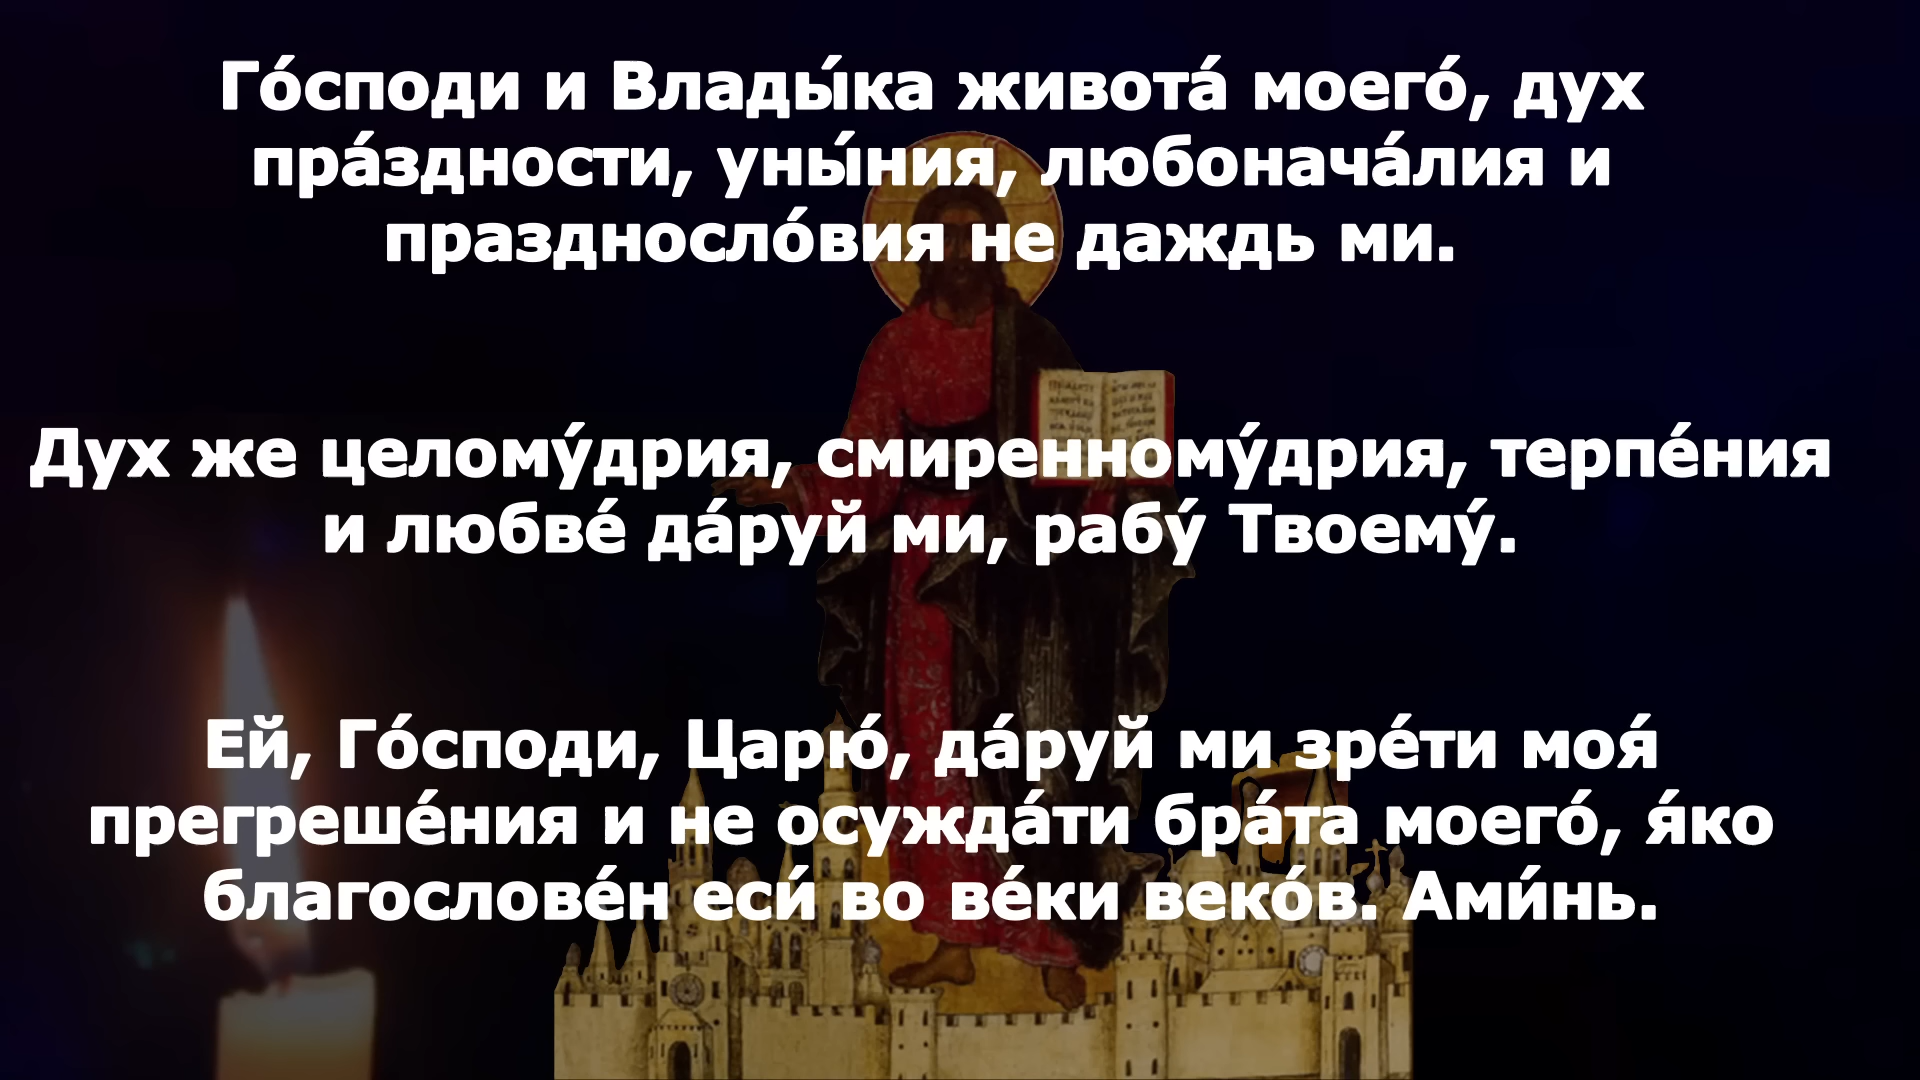 Го́споди и Влады́ка живота́ моего́, дух
пра́здности, уны́ния, любонача́лия и
праздносло́вия не даждь ми.
Дух же целому́дрия, смиренному́дрия, терпе́ния
и любве́ да́руй ми, рабу́ Твоему́.
Ей, Го́споди, Царю́, да́руй ми зре́ти моя́
прегреше́ния и не осужда́ти бра́та моего́, я́ко
благослове́н еси́ во ве́ки веко́в. Ами́нь.